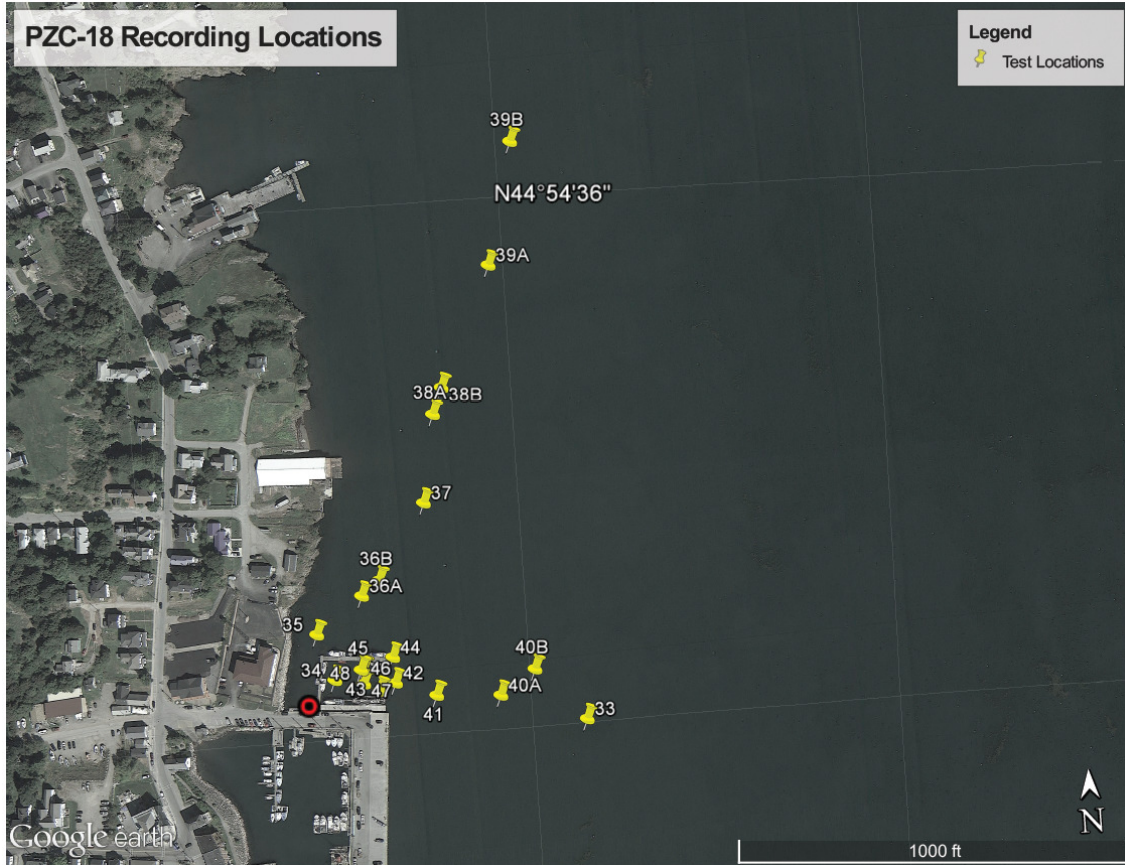 PZC-18 Recording Locations
Legend
Test Locations
39B
N44°54'36"
39A
38A
38B
37
36B
36A
35
45
44
40B
34
48
46
42
43
47
40A
41
33
Google earth
N
1000 ft